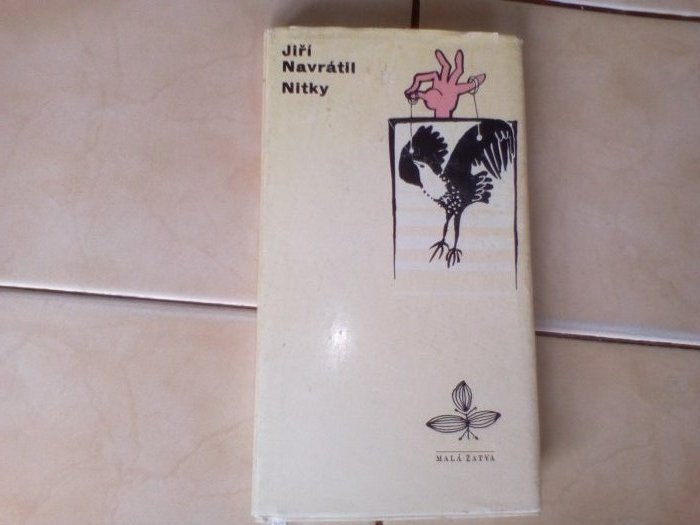 Jiří
Navrátil
Nitky
MALÁ ŽATVA